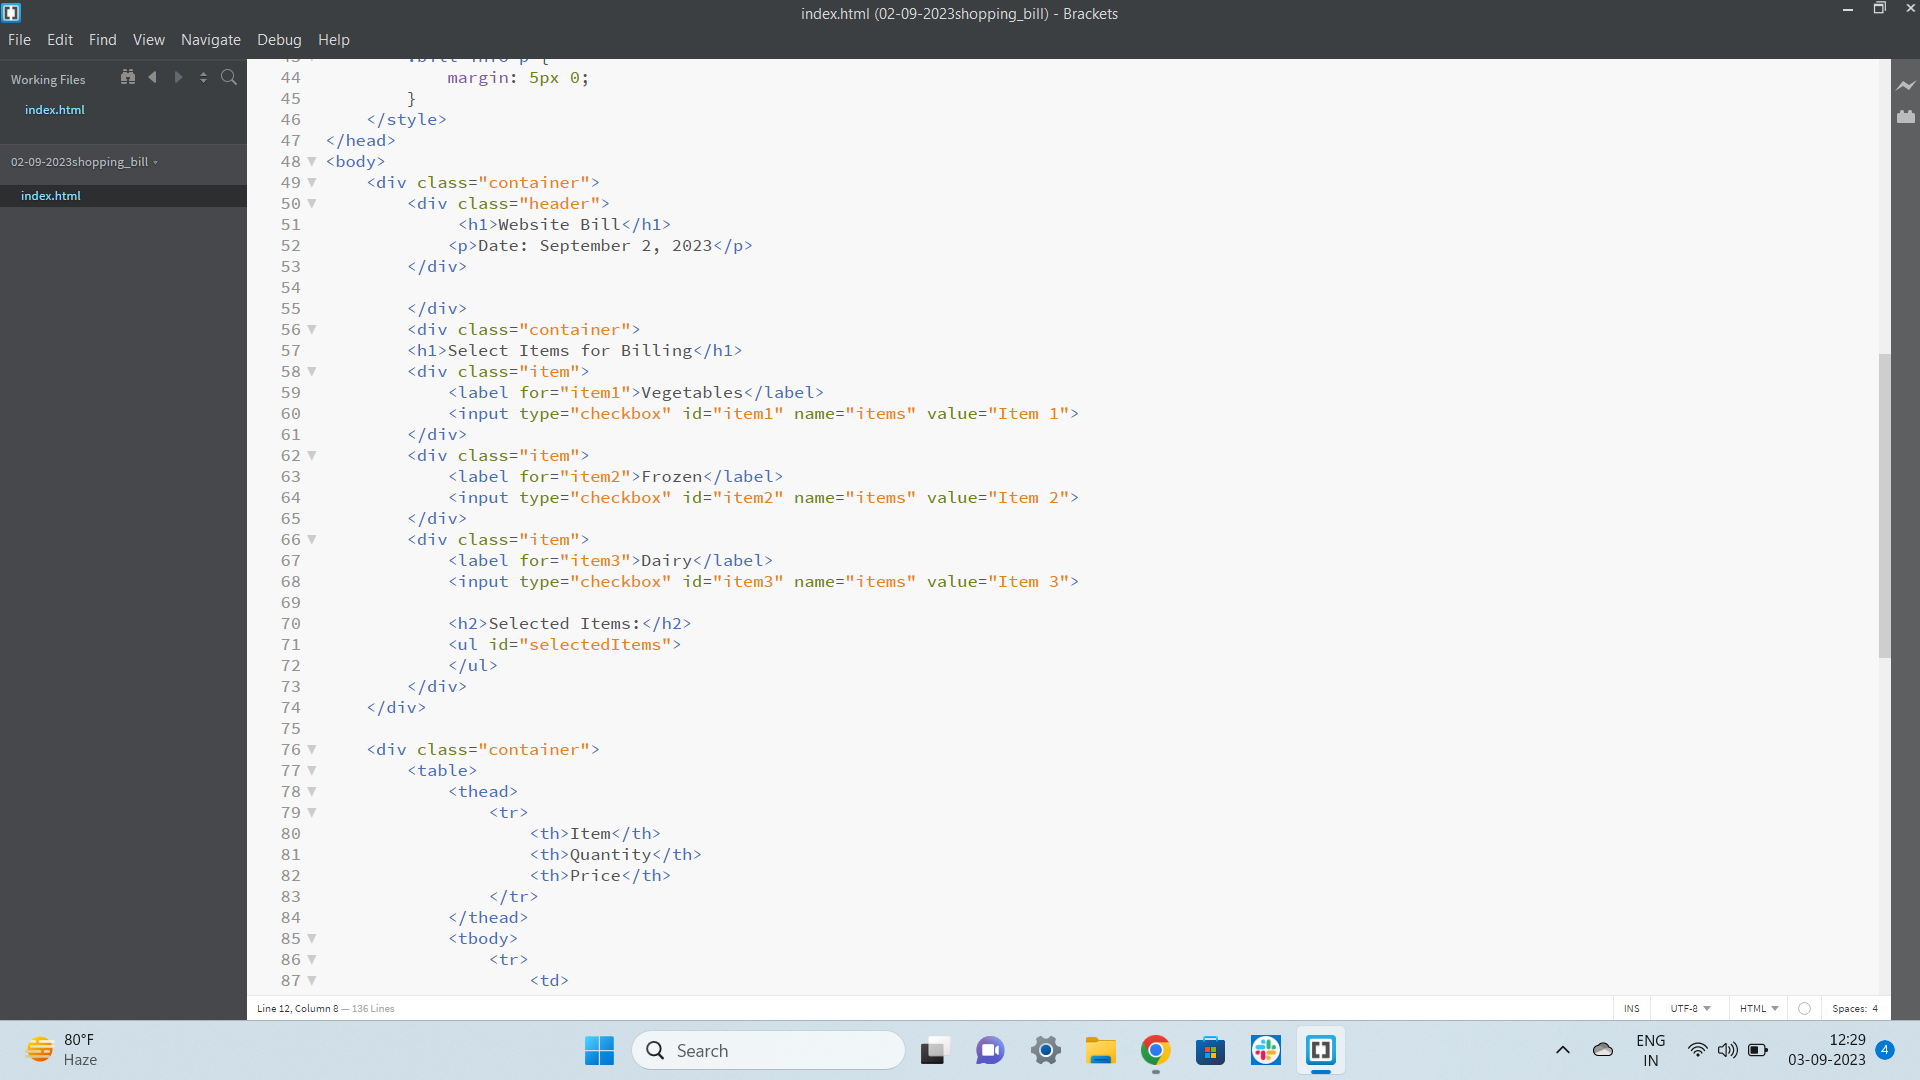 index.html (02-09-2023shopping_bill) - Brackets
File Edit Find View Navigate Debug Help
Working Files
index.html
02-09-2023shopping_bill
index.html
44 margin: 5px 0;
45 }
46 </style>
47 </head>
48 <body>
49 <div class="container">
50 <div class="header">
51 <h1>Website Bill</h1>
52 <p>Date: September 2, 2023</p>
53 </div>
54
55 </div>
56 <div class="container">
57 <h1>Select Items for Billing</h1>
58 <div class="item">
59 <label for="item1">Vegetables</label>
60 <input type="checkbox" id="item1" name="items" value="Item 1">
61 </div>
62 <div class="item">
63 <label for="item2">Frozen</label>
64 <input type="checkbox" id="item2" name="items" value="Item 2">
65 </div>
66 <div class="item">
67 <label for="item3">Dairy</label>
68 <input type="checkbox" id="item3" name="items" value="Item 3">
69
70 <h2>Selected Items:</h2>
71 <ul id="selectedItems">
72 </ul>
73 </div>
74 </div>
75
76 <div class="container">
77 <table>
78 <thead>
79 <tr>
80 <th>Item</th>
81 <th>Quantity</th>
82 <th>Price</th>
83 </tr>
84 </thead>
85 <tbody>
86 <tr>
87 <td>
Line 12, Column 8 — 136 Lines
INS UTF-8 HTML Spaces: 4
80°F
Haze
Search
ENG
IN
12:29
03-09-2023
4